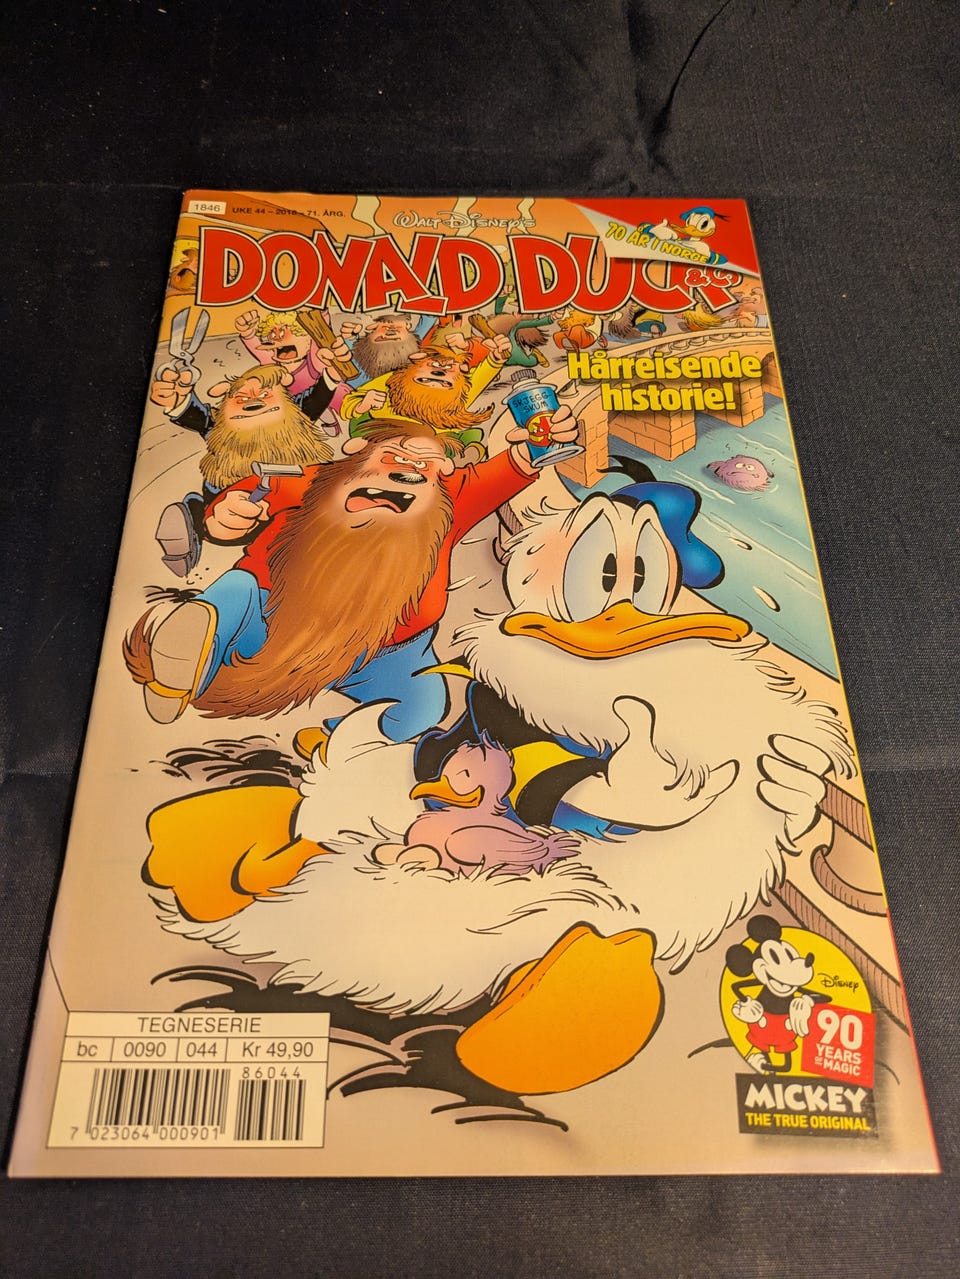 1846
UKE 44 – 2018 – 71. ÅRG.
WALT DISNEY'S
70 ÅR I NORGE
DONALD DUCK
& CO
Hårreisende
historie!
SKJEGG-
SKUM
Disney
90
YEARS
OF MAGIC
MICKEY
THE TRUE ORIGINAL
TEGNESERIE
bc 0090 044 Kr 49,90
86044
7 023064 000901